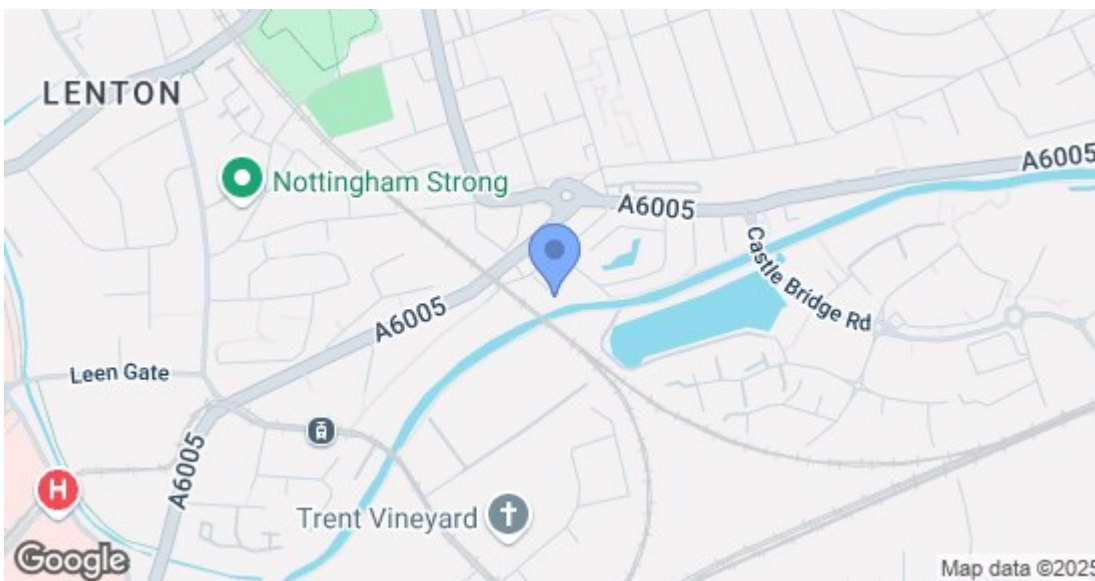 LENTON
Nottingham Strong
A6005
A6005
Castle Bridge Rd
A6005
Leen Gate
A6005
H
Trent Vineyard
Google
Map data ©2025